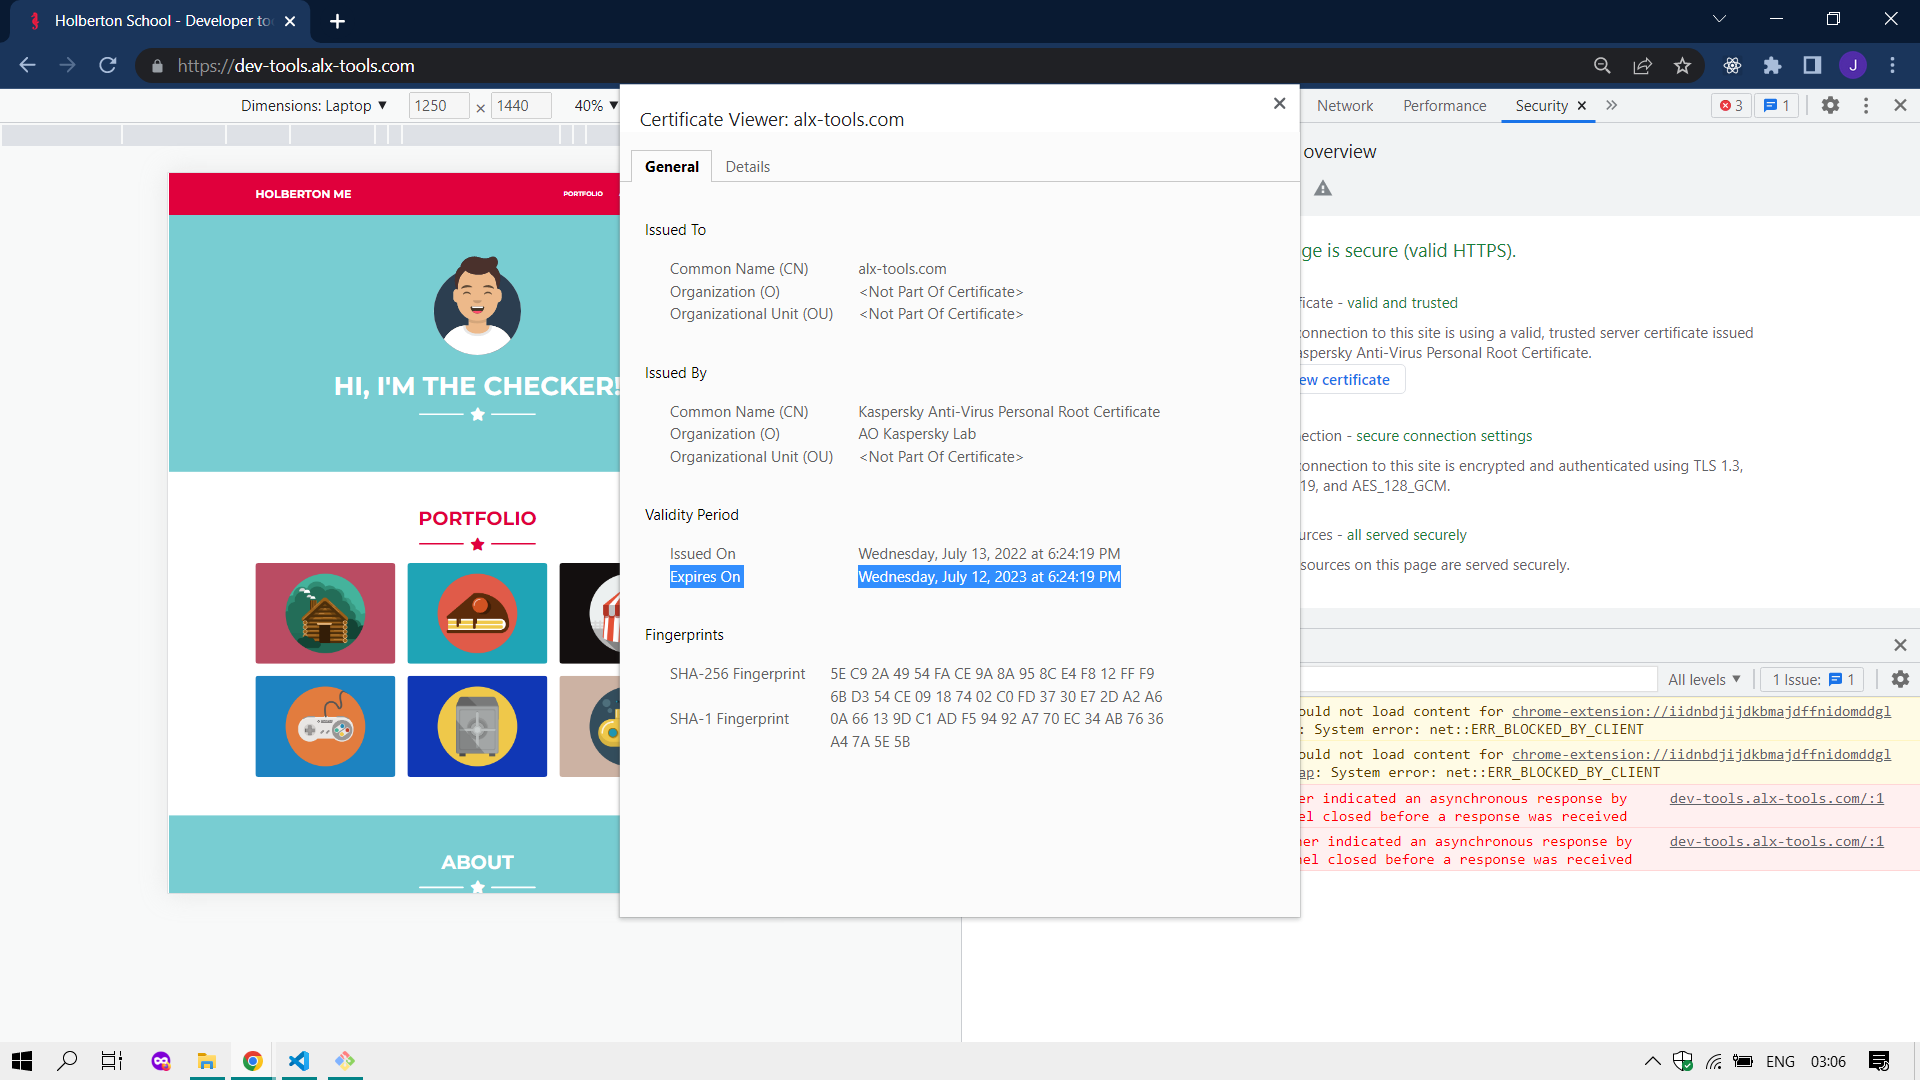 Holberton School - Developer to
https://dev-tools.alx-tools.com
J
Dimensions: Laptop ▼ 1250 × 1440 40% ▼
Network Performance Security × » 3 1
HOLBERTON ME PORTFOLIO
HI, I'M THE CHECKER!
PORTFOLIO
ABOUT
Certificate Viewer: alx-tools.com
General Details
Issued To
Common Name (CN) alx-tools.com
Organization (O) <Not Part Of Certificate>
Organizational Unit (OU) <Not Part Of Certificate>
Issued By
Common Name (CN) Kaspersky Anti-Virus Personal Root Certificate
Organization (O) AO Kaspersky Lab
Organizational Unit (OU) <Not Part Of Certificate>
Validity Period
Issued On Wednesday, July 13, 2022 at 6:24:19 PM
Expires On Wednesday, July 12, 2023 at 6:24:19 PM
Fingerprints
SHA-256 Fingerprint 5E C9 2A 49 54 FA CE 9A 8A 95 8C E4 F8 12 FF F9
6B D3 54 CE 09 18 74 02 C0 FD 37 30 E7 2D A2 A6
SHA-1 Fingerprint 0A 66 13 9D C1 AD F5 94 92 A7 70 EC 34 AB 76 36
A4 7A 5E 5B
overview
ge is secure (valid HTTPS).
ficate - valid and trusted
onnection to this site is using a valid, trusted server certificate issued
aspersky Anti-Virus Personal Root Certificate.
ew certificate
ection - secure connection settings
onnection to this site is encrypted and authenticated using TLS 1.3,
19, and AES_128_GCM.
urces - all served securely
sources on this page are served securely.
All levels ▼ 1 Issue: 1
ould not load content for chrome-extension://iidnbdjijdkbmajdffnidomddgl
: System error: net::ERR_BLOCKED_BY_CLIENT
ould not load content for chrome-extension://iidnbdjijdkbmajdffnidomddgl
ap: System error: net::ERR_BLOCKED_BY_CLIENT
er indicated an asynchronous response by dev-tools.alx-tools.com/:1
el closed before a response was received
er indicated an asynchronous response by dev-tools.alx-tools.com/:1
el closed before a response was received
ENG 03:06